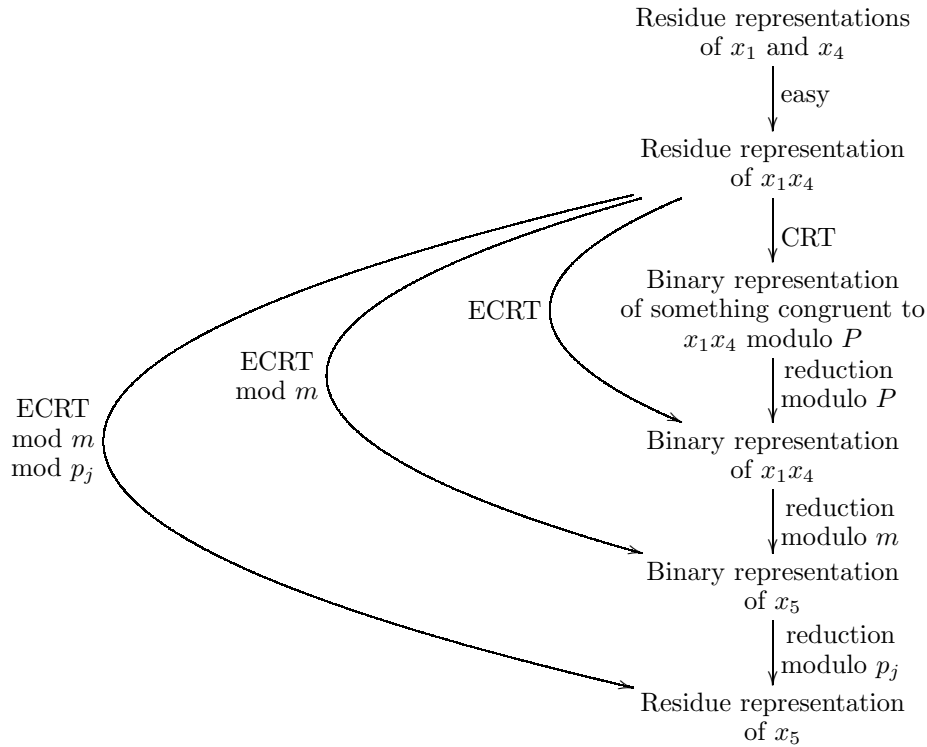 Residue representations
of x₁ and x₄
easy
Residue representation
of x₁x₄
CRT
Binary representation
of something congruent to
x₁x₄ modulo P
ECRT
reduction
modulo P
ECRT
mod m
ECRT
mod m
mod pⱼ
Binary representation
of x₁x₄
reduction
modulo m
Binary representation
of x₅
reduction
modulo pⱼ
Residue representation
of x₅